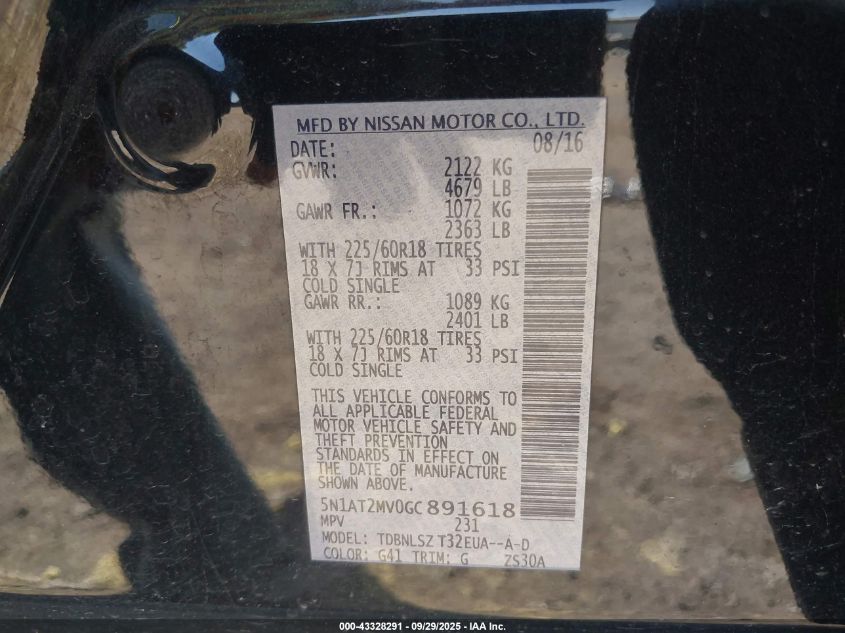 MFD BY NISSAN MOTOR CO., LTD.
DATE: 08/16
GVWR: 2122 KG
4679 LB
GAWR FR.: 1072 KG
2363 LB
WITH 225/60R18 TIRES
18 X 7J RIMS AT 33 PSI
COLD SINGLE
GAWR RR.: 1089 KG
2401 LB
WITH 225/60R18 TIRES
18 X 7J RIMS AT 33 PSI
COLD SINGLE
THIS VEHICLE CONFORMS TO
ALL APPLICABLE FEDERAL
MOTOR VEHICLE SAFETY AND
THEFT PREVENTION
STANDARDS IN EFFECT ON
THE DATE OF MANUFACTURE
SHOWN ABOVE.
5N1AT2MV0GC891618
MPV 231
MODEL: TDBNLSZ T32EUA--A-D
COLOR: G41 TRIM: G ZS30A
000-43328291 - 09/29/2025 - IAA Inc.